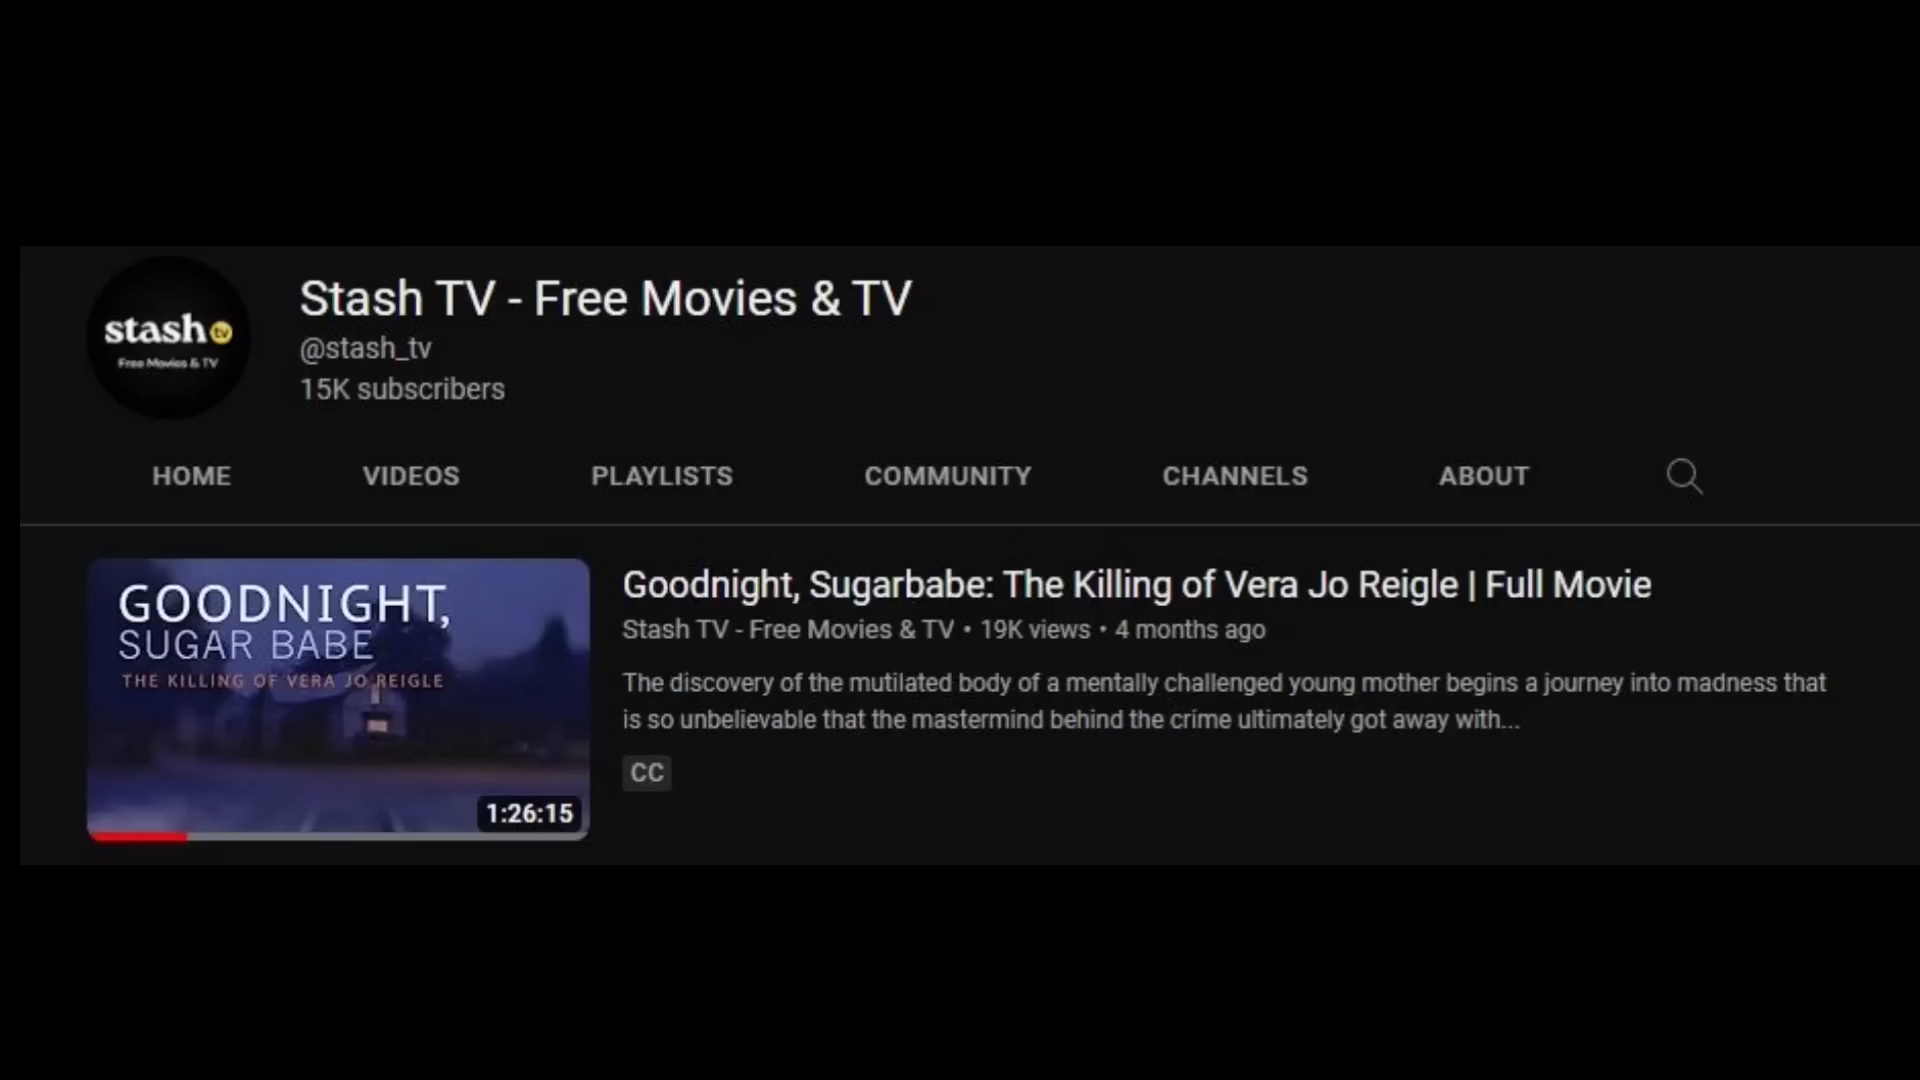 stash tv
Free Movies & TV
Stash TV - Free Movies & TV
@stash_tv
15K subscribers
HOME VIDEOS PLAYLISTS COMMUNITY CHANNELS ABOUT
GOODNIGHT,
SUGAR BABE
THE KILLING OF VERA JO REIGLE
1:26:15
Goodnight, Sugarbabe: The Killing of Vera Jo Reigle | Full Movie
Stash TV - Free Movies & TV • 19K views • 4 months ago
The discovery of the mutilated body of a mentally challenged young mother begins a journey into madness that
is so unbelievable that the mastermind behind the crime ultimately got away with...
CC